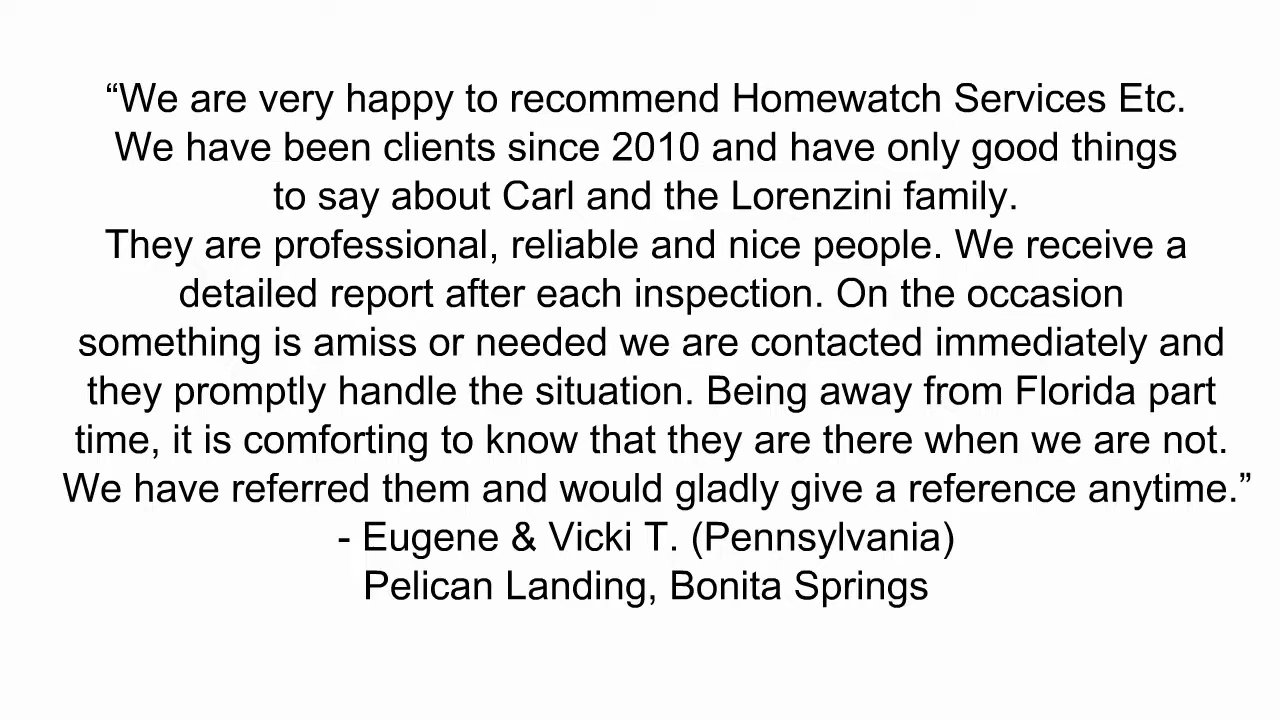 “We are very happy to recommend Homewatch Services Etc.
We have been clients since 2010 and have only good things
to say about Carl and the Lorenzini family.
They are professional, reliable and nice people. We receive a
detailed report after each inspection. On the occasion
something is amiss or needed we are contacted immediately and
they promptly handle the situation. Being away from Florida part
time, it is comforting to know that they are there when we are not.
We have referred them and would gladly give a reference anytime.”
- Eugene & Vicki T. (Pennsylvania)
Pelican Landing, Bonita Springs